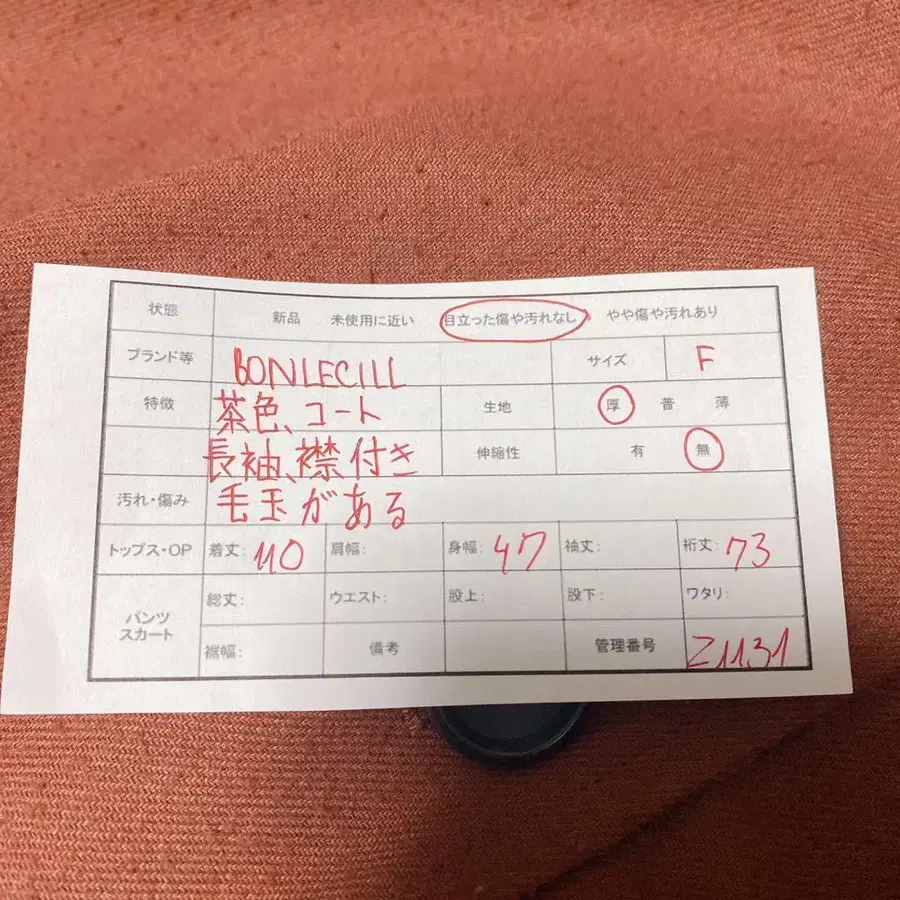 状態 新品 未使用に近い 目立った傷や汚れなし やや傷や汚れあり
ブランド等 BONLECILL サイズ F
特徴 茶色、コート 生地 厚 普 薄
長袖、襟付き 伸縮性 有 無
汚れ・傷み 毛玉がある
トップス・OP 着丈: 110 肩幅: 身幅: 47 袖丈: 裄丈: 73
パンツ スカート 総丈: ウエスト: 股上: 股下: ワタリ:
裾幅: 備考 管理番号 Z1131